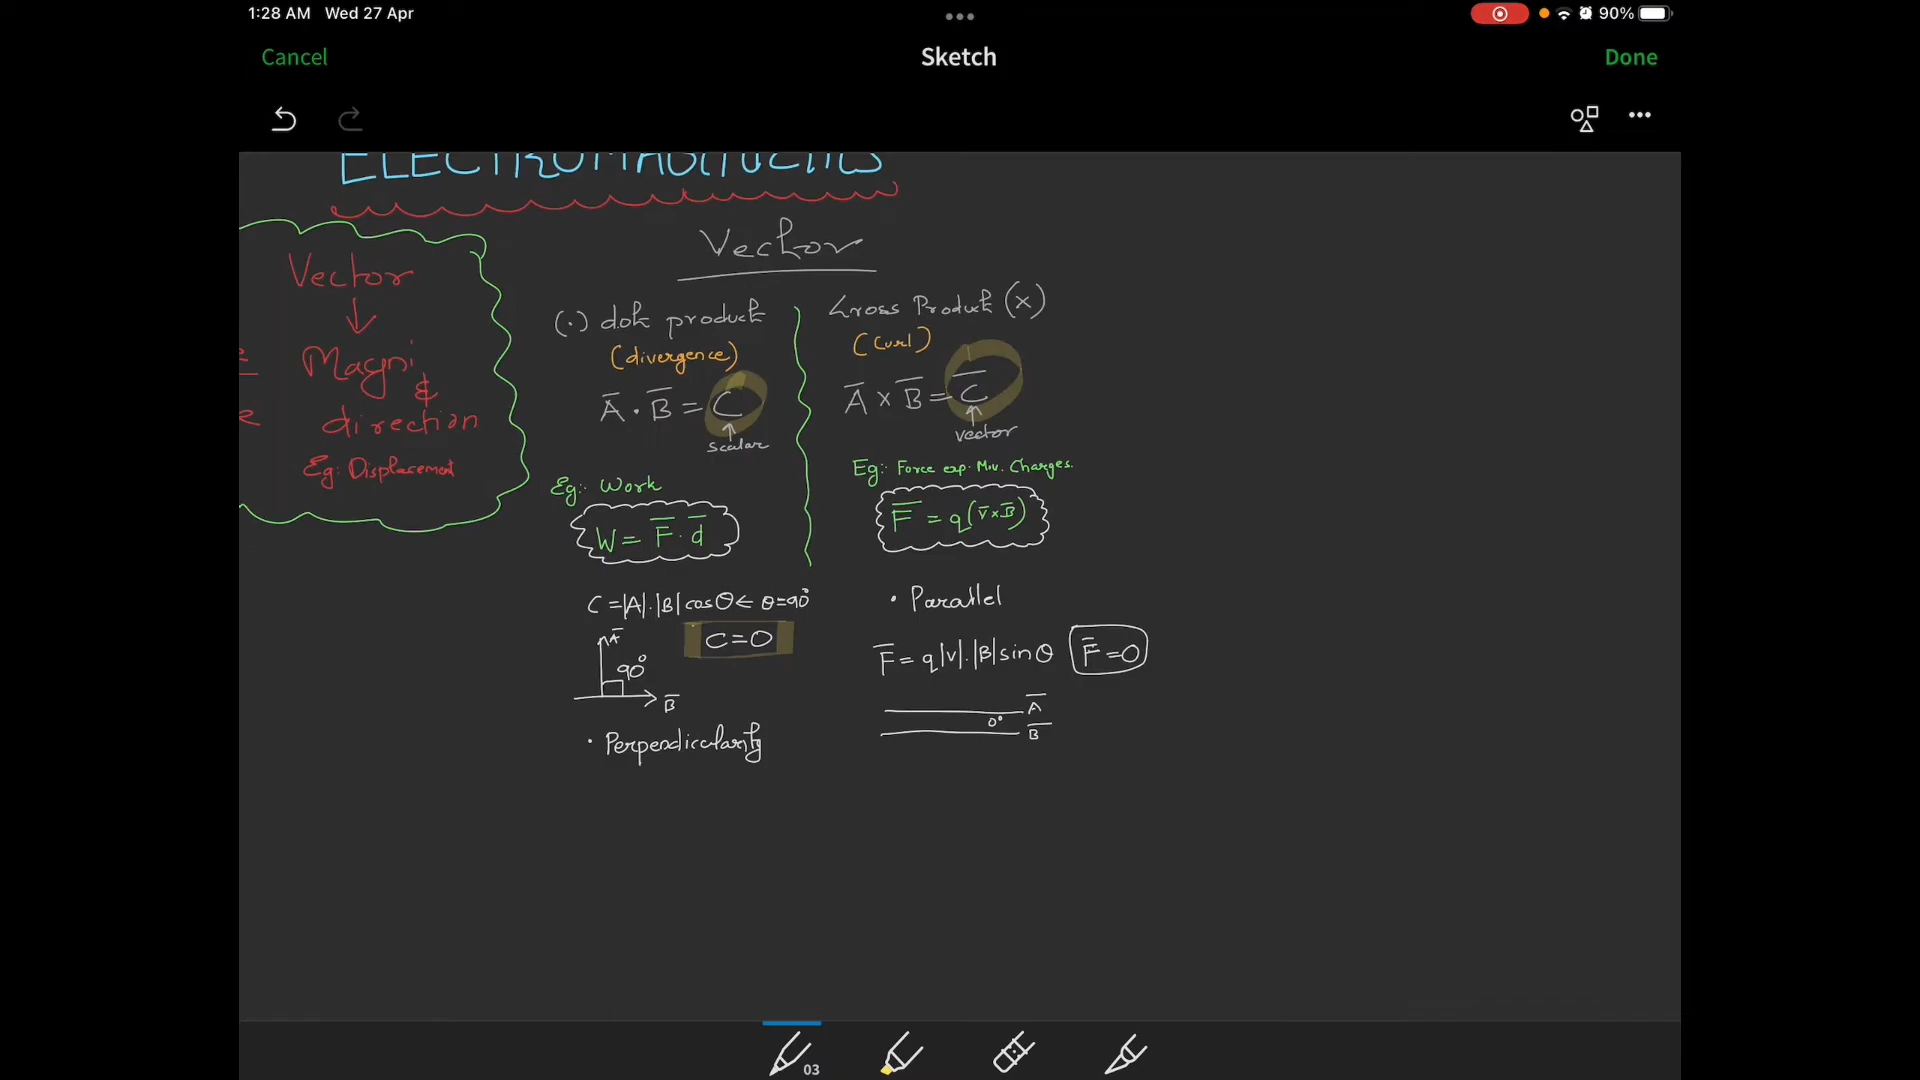 1:28 AM Wed 27 Apr
90%
Cancel
Sketch
Done
ELECTROMAGNETICS
Vector
Vector
Magni
&
direction
Eg: Displacement
(.) dot product
(divergence)
A̅ . B̅ = C
scalar
Eg:- Work
W = F̅ . d̅
C = |A| . |B| cos θ ← θ = 90°
C = 0
A̅
90°
B̅
• Perpendicularity
Cross Product (x)
(Curl)
A̅ x B̅ = C̅
vector
Eg:- Force exp. Mov. Charges.
F̅ = q (V̅ x B̅)
• Parallel
F̅ = q |v| . |B| sin θ F̅ = 0
A̅
0°
B̅
03